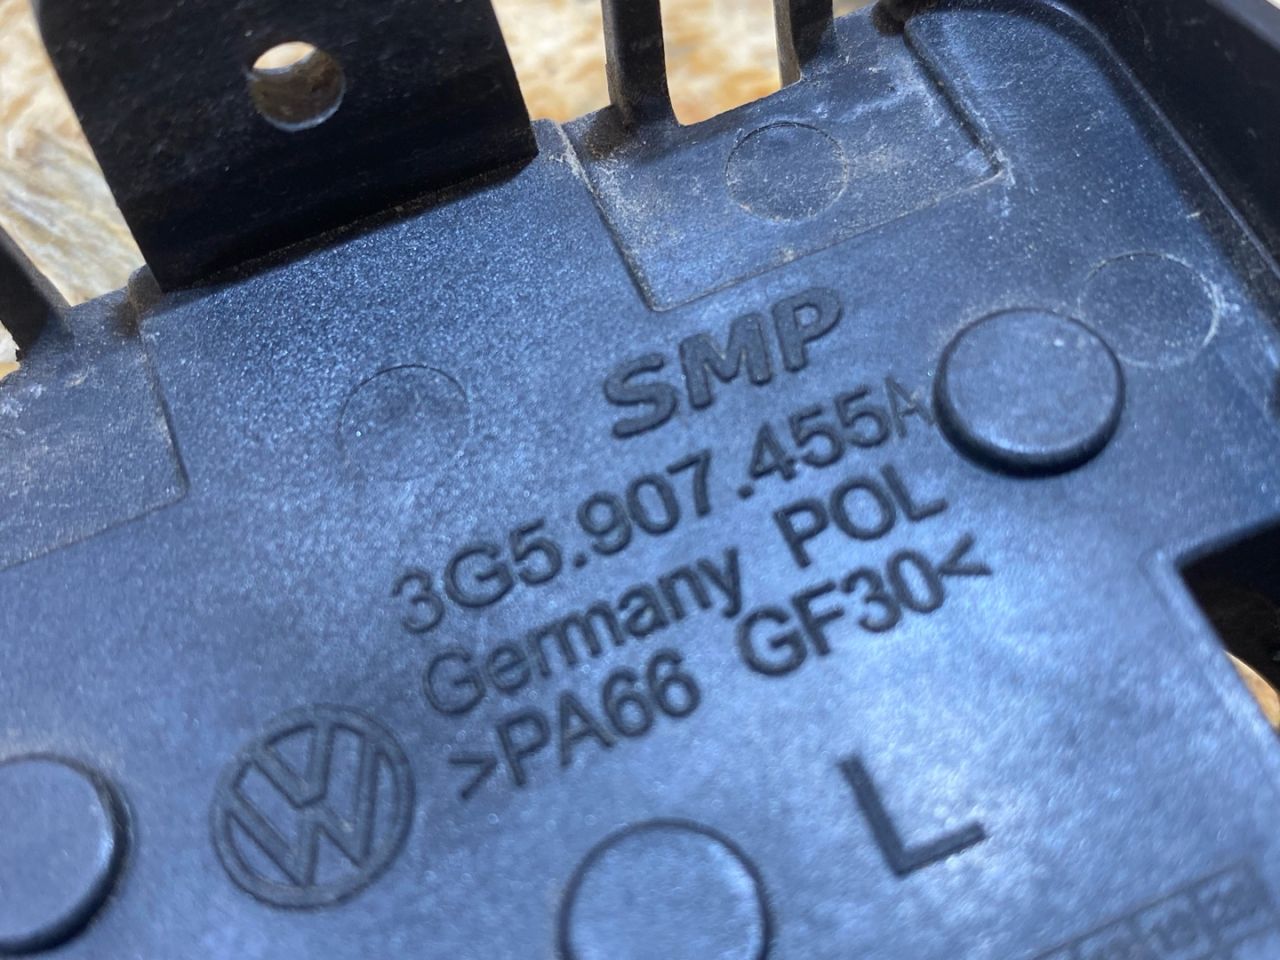 SMP
3G5.907.455A
Germany POL
>PA66 GF30<
L